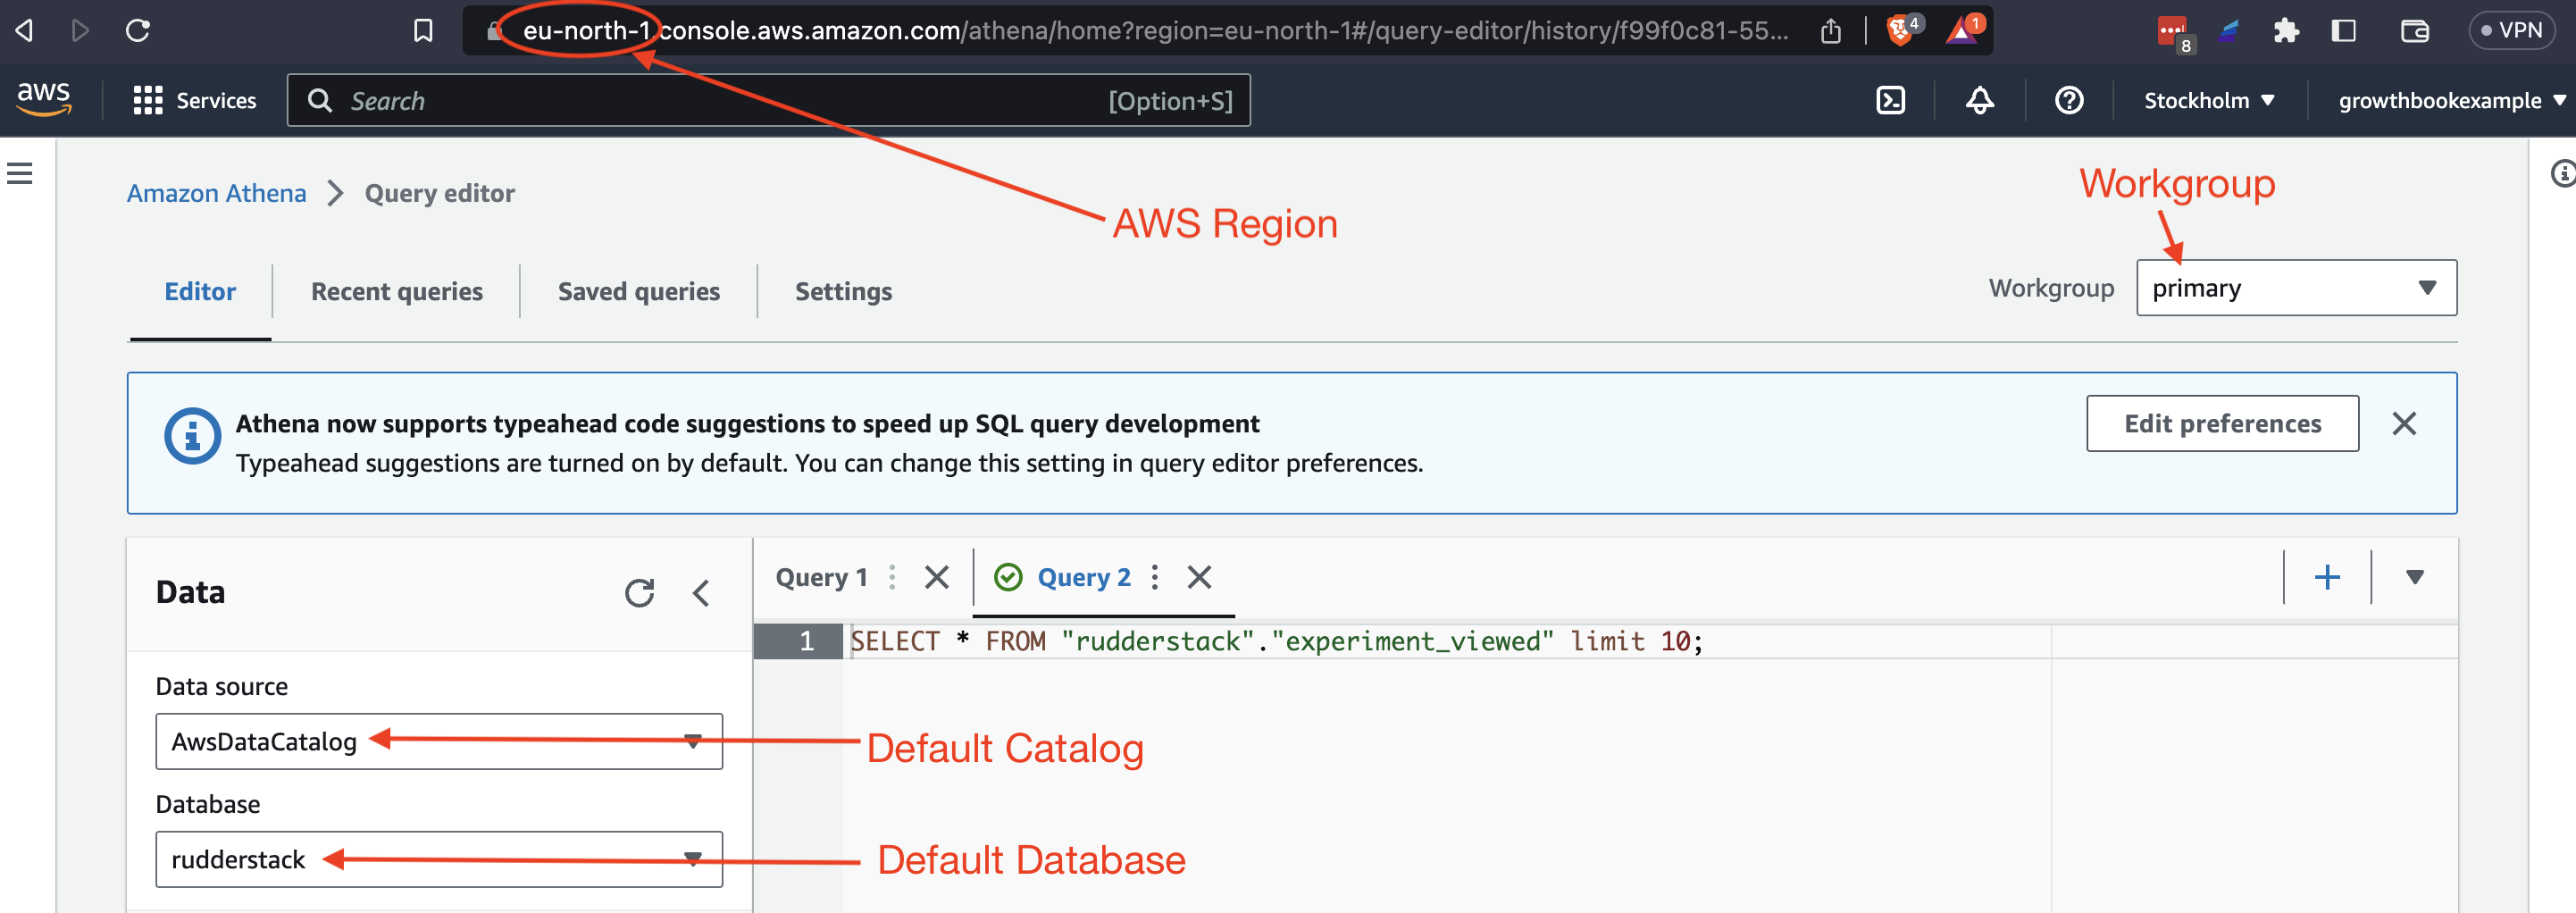 eu-north-1.console.aws.amazon.com/athena/home?region=eu-north-1#/query-editor/history/f99f0c81-55...
4
1
8
VPN
aws
Services
Search
[Option+S]
Stockholm
growthbookexample
Amazon Athena
Query editor
AWS Region
Workgroup
Editor
Recent queries
Saved queries
Settings
Workgroup
primary
Athena now supports typeahead code suggestions to speed up SQL query development
Typeahead suggestions are turned on by default. You can change this setting in query editor preferences.
Edit preferences
Data
Query 1
Query 2
1
SELECT * FROM "rudderstack"."experiment_viewed" limit 10;
Data source
AwsDataCatalog
Default Catalog
Database
rudderstack
Default Database